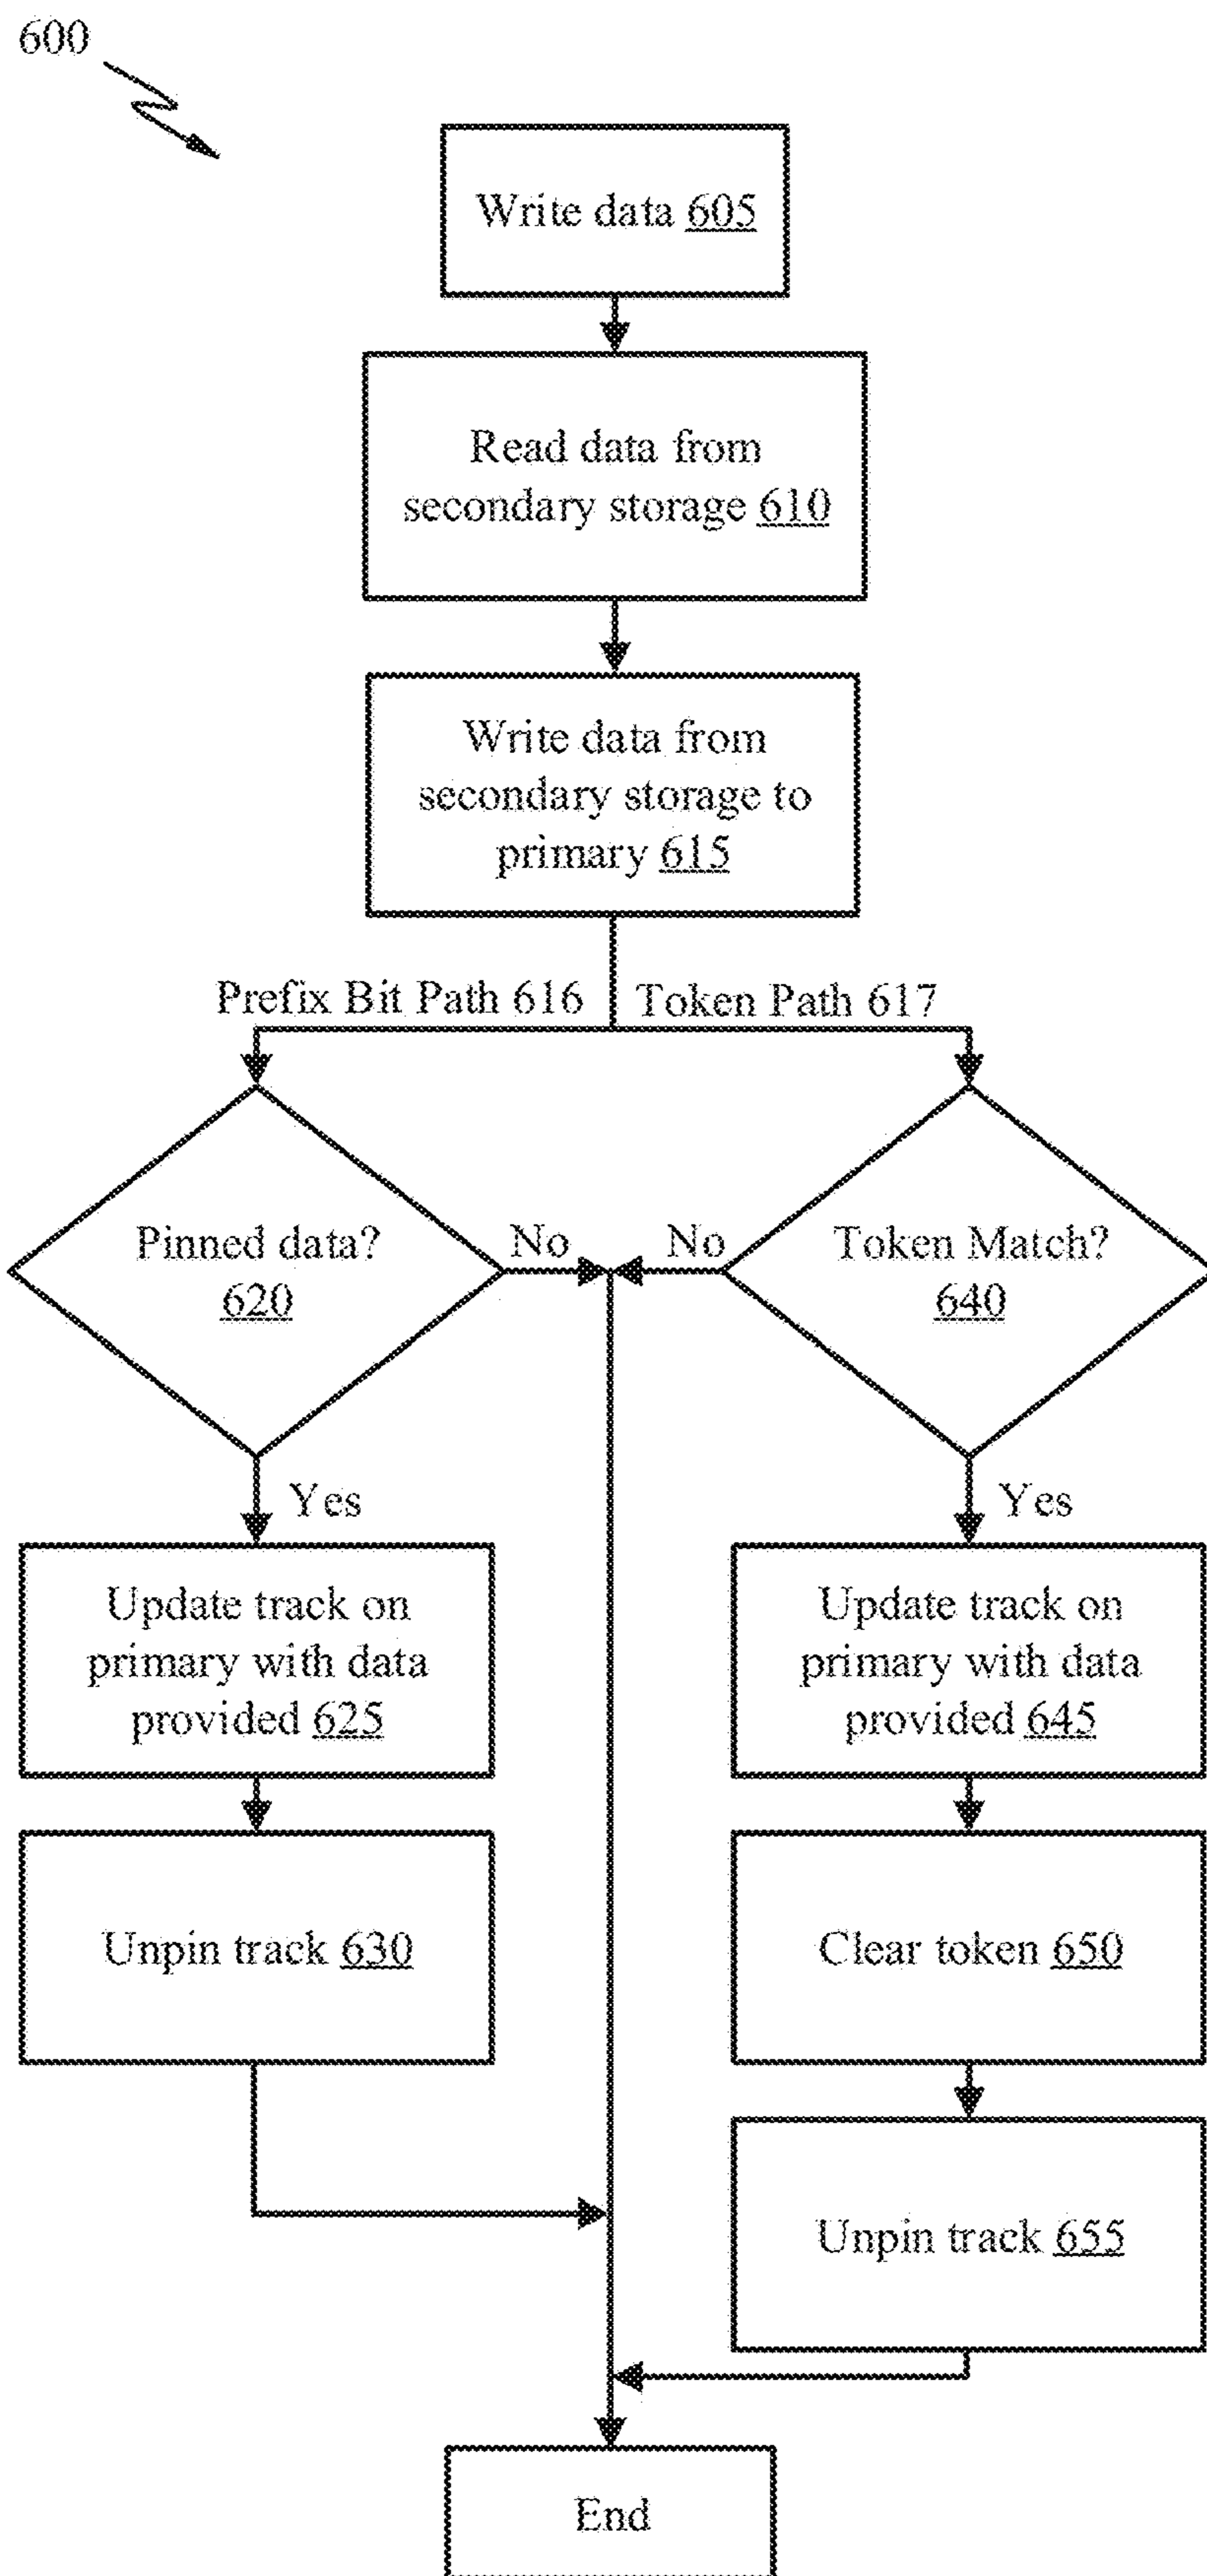 600
Write data 605
Read data from
secondary storage 610
Write data from
secondary storage to
primary 615
Prefix Bit Path 616
Token Path 617
Pinned data?
620
No
No
Token Match?
640
Yes
Yes
Update track on
primary with data
provided 625
Update track on
primary with data
provided 645
Unpin track 630
Clear token 650
Unpin track 655
End